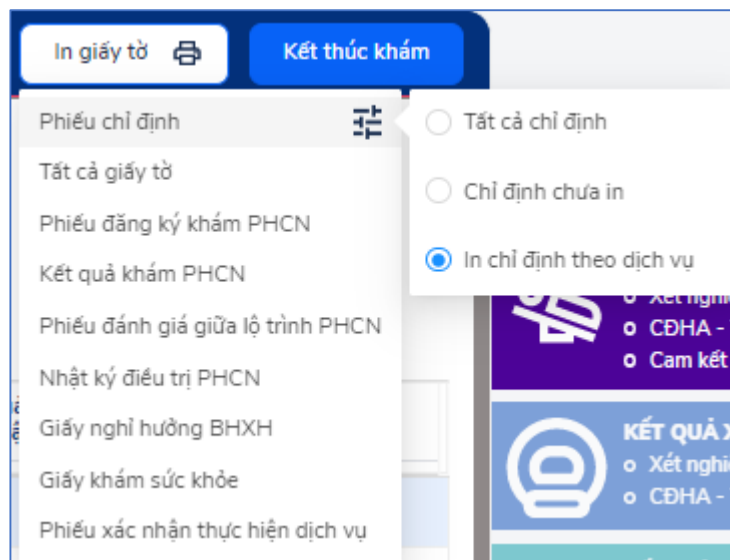 In giấy tờ
Kết thúc khám
Phiếu chỉ định
Tất cả chỉ định
Tất cả giấy tờ
Chỉ định chưa in
Phiếu đăng ký khám PHCN
Kết quả khám PHCN
In chỉ định theo dịch vụ
Phiếu đánh giá giữa lộ trình PHCN
Nhật ký điều trị PHCN
Giấy nghỉ hưởng BHXH
Giấy khám sức khỏe
Phiếu xác nhận thực hiện dịch vụ
o Xét
o CĐHA -
o Cam kết
KẾT QUẢ
o Xét
o CĐHA -